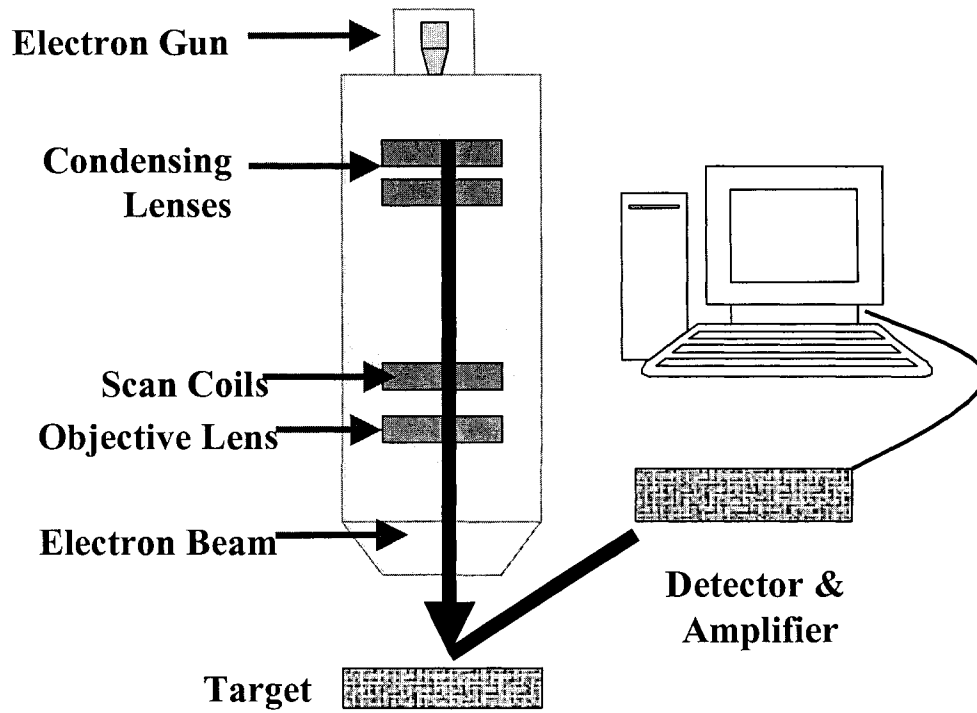 Electron Gun
Condensing
Lenses
Scan Coils
Objective Lens
Electron Beam
Detector &
Amplifier
Target